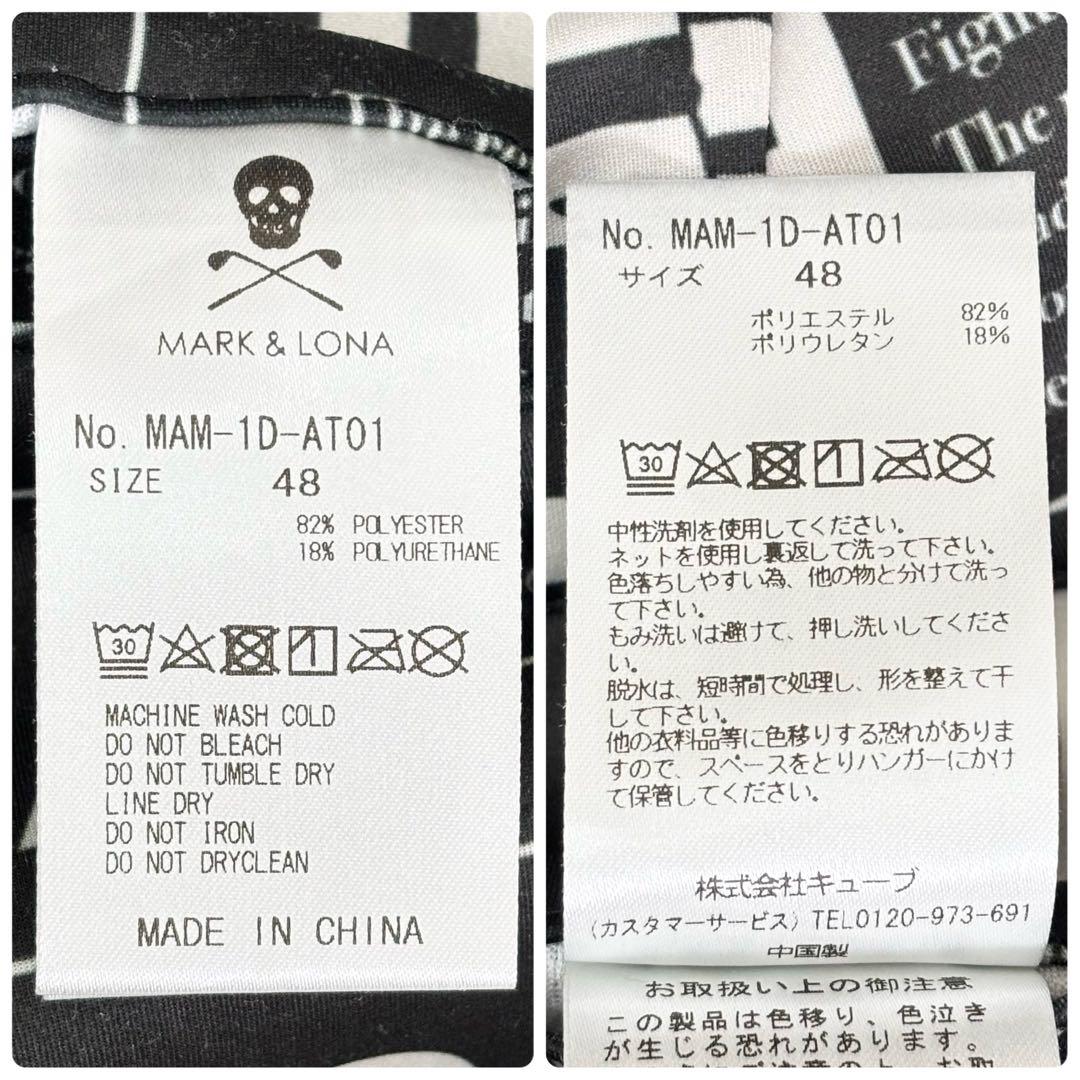 MARK & LONA
No. MAM-1D-AT01
SIZE 48
82% POLYESTER
18% POLYURETHANE
30
MACHINE WASH COLD
DO NOT BLEACH
DO NOT TUMBLE DRY
LINE DRY
DO NOT IRON
DO NOT DRYCLEAN
MADE IN CHINA
The
No. MAM-1D-AT01
サイズ 48
ポリエステル 82%
ポリウレタン 18%
30
中性洗剤を使用してください。
ネットを使用し裏返して洗って下さい。
色落ちしやすい為、他の物と分けて洗っ
て下さい。
もみ洗いは避けて、押し洗いしてくださ
い。
脱水は、短時間で処理し、形を整えて干
して下さい。
他の衣料品等に色移りする恐れがありま
すので、スペースをとりハンガーにかけ
て保管してください。
株式会社キューブ
(カスタマーサービス)TEL0120-973-691
中国製
お取扱い上の御注意
この製品は色移り、色泣き
が生じる恐れがあります。